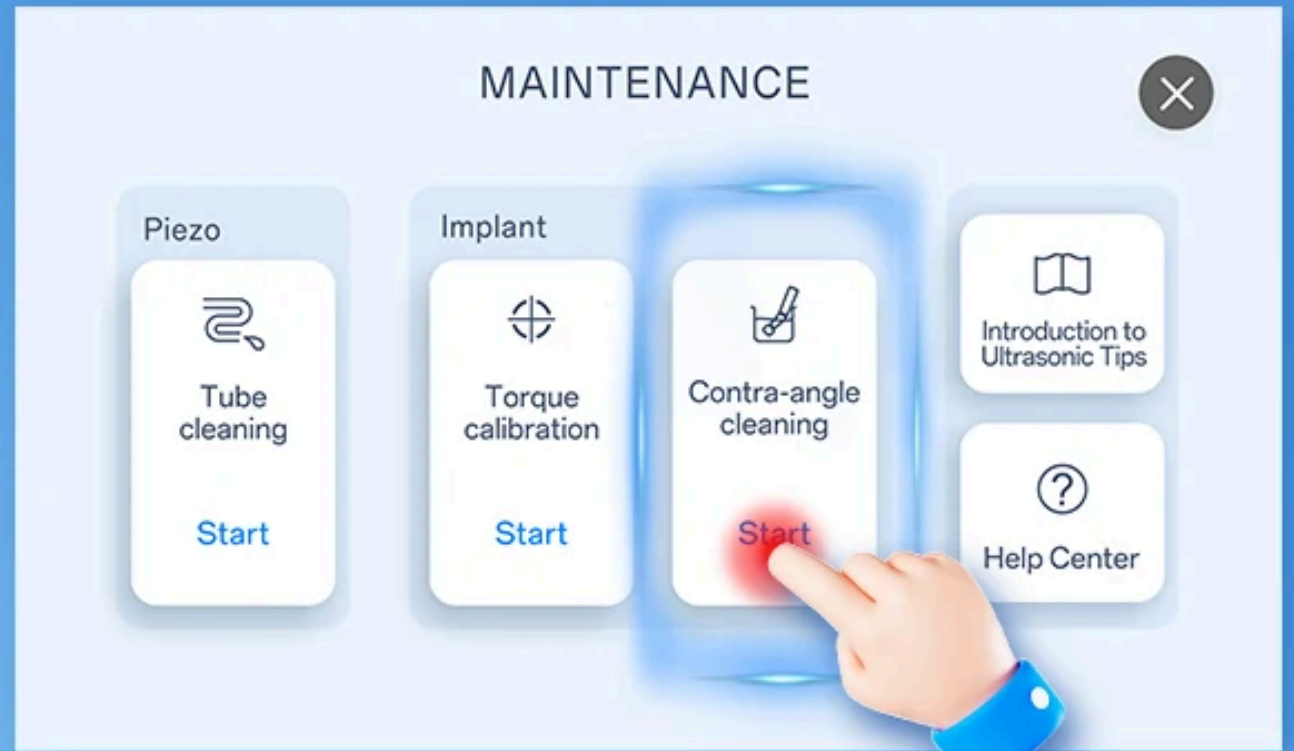 MAINTENANCE
Piezo
Tube
cleaning
Start
Implant
Torque
calibration
Start
Contra-angle
cleaning
Start
Introduction to
Ultrasonic Tips
Help Center